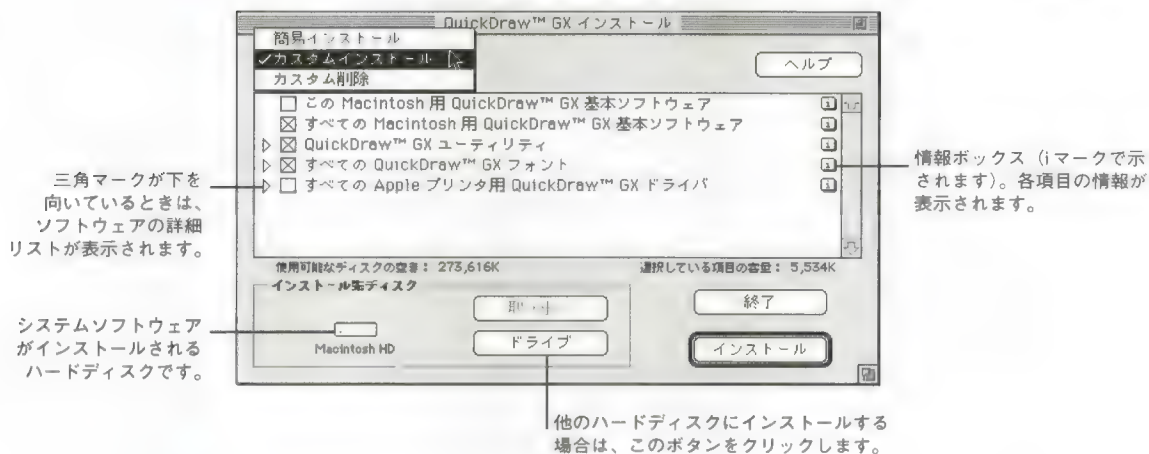 QuickDraw™ GX インストール
簡易インストール
✓カスタムインストール
カスタム削除
ヘルプ
この Macintosh 用 QuickDraw™ GX 基本ソフトウェア
すべての Macintosh 用 QuickDraw™ GX 基本ソフトウェア
QuickDraw™ GX ユーティリティ
すべての QuickDraw™ GX フォント
すべての Apple プリンタ用 QuickDraw™ GX ドライバ
三角マークが下を
向いているときは、
ソフトウェアの詳細
リストが表示されます。
情報ボックス（iマークで示
されます）。各項目の情報が
表示されます。
使用可能なディスクの空き： 273,616K
選択している項目の容量： 5,534K
インストール先ディスク
終了
Macintosh HD
ドライブ
インストール
システムソフトウェア
がインストールされる
ハードディスクです。
他のハードディスクにインストールする
場合は、このボタンをクリックします。